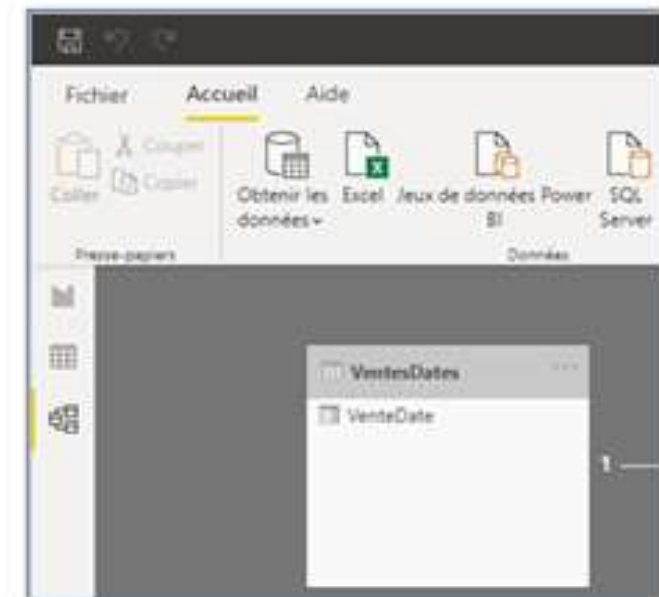 Fichier Accueil Aide
Coller
Couper
Copier
Obtenir les données
Excel
Jeux de données Power BI
SQL Server
Presse-papiers
Données
VentesDates
VenteDate
1